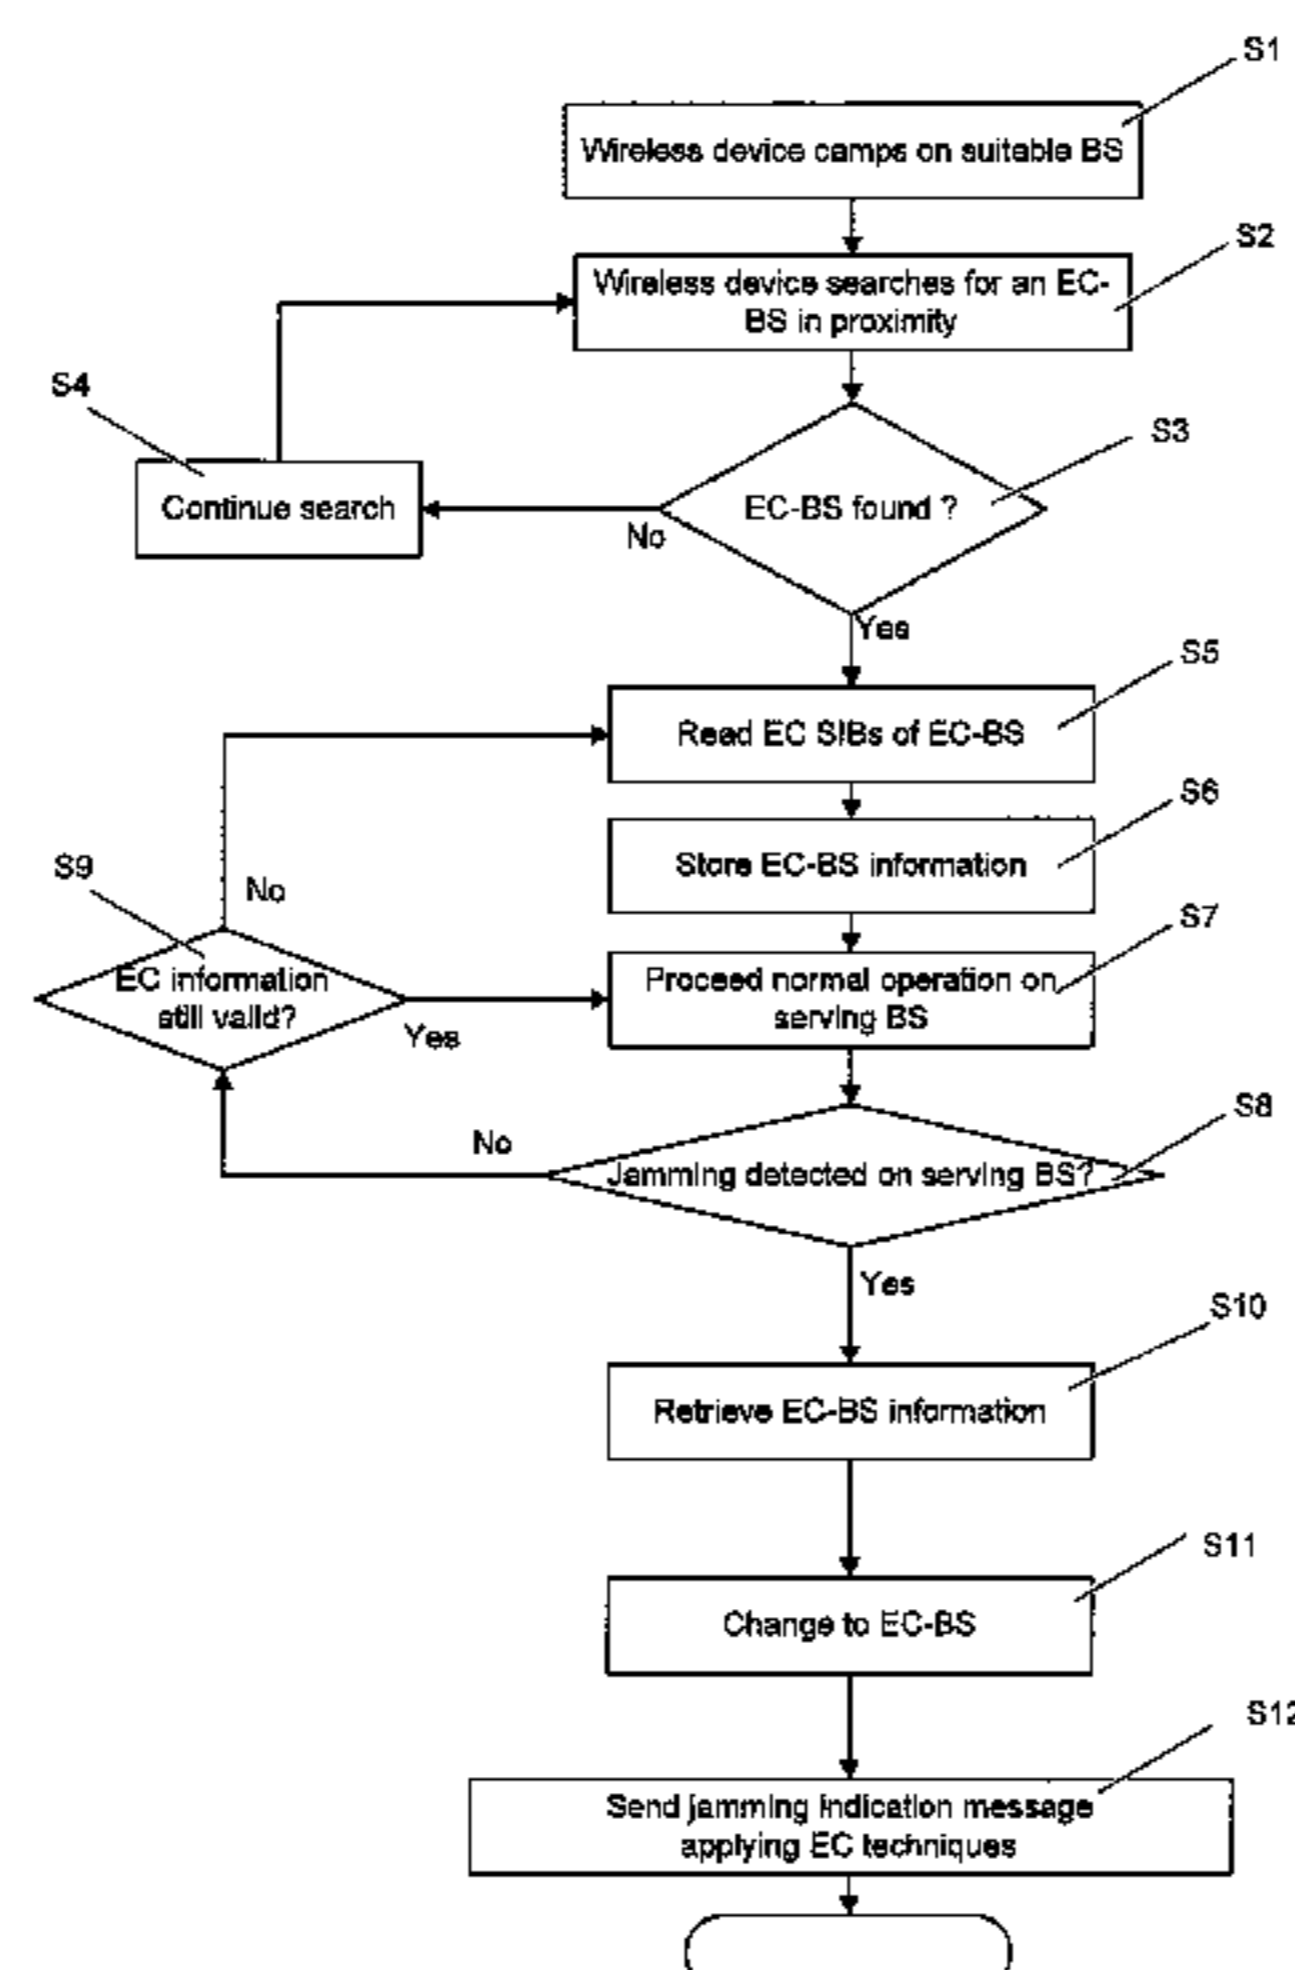 S1
Wireless device camps on suitable BS
S2
Wireless device searches for an EC-
BS in proximity
S4
S3
Continue search
EC-BS found ?
No
Yes
S5
Read EC SIBs of EC-BS
S6
Store EC-BS information
S9
No
S7
EC information
still valid?
Yes
Proceed normal operation on
serving BS
S8
No
Jamming detected on serving BS?
Yes
S10
Retrieve EC-BS information
S11
Change to EC-BS
S12
Send jamming indication message
applying EC techniques